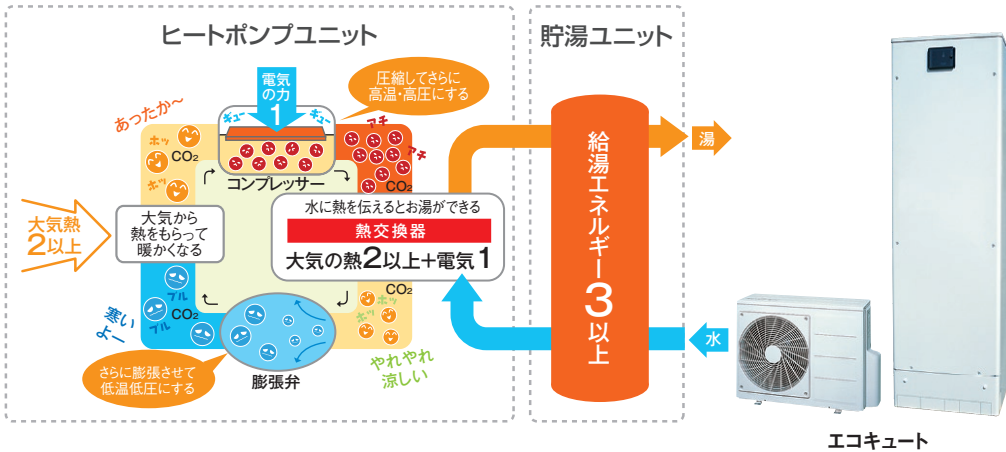 ヒートポンプユニット
貯湯ユニット
電気
の力
1
圧縮してさらに
高温・高圧にする
あったか～
キュー
キュー
アチ
アチ
ホッ
CO2
ホッ
コンプレッサー
CO2
大気熱
2以上
大気から
熱をもらって
暖かくなる
水に熱を伝えるとお湯ができる
熱交換器
大気の熱2以上+電気1
給湯エネルギー3以上
湯
水
ブル
CO2
ブル
寒い
よー
CO2
ホッ
ホッ
さらに膨張させて
低温低圧にする
膨張弁
やれやれ
涼しい
エコキュート